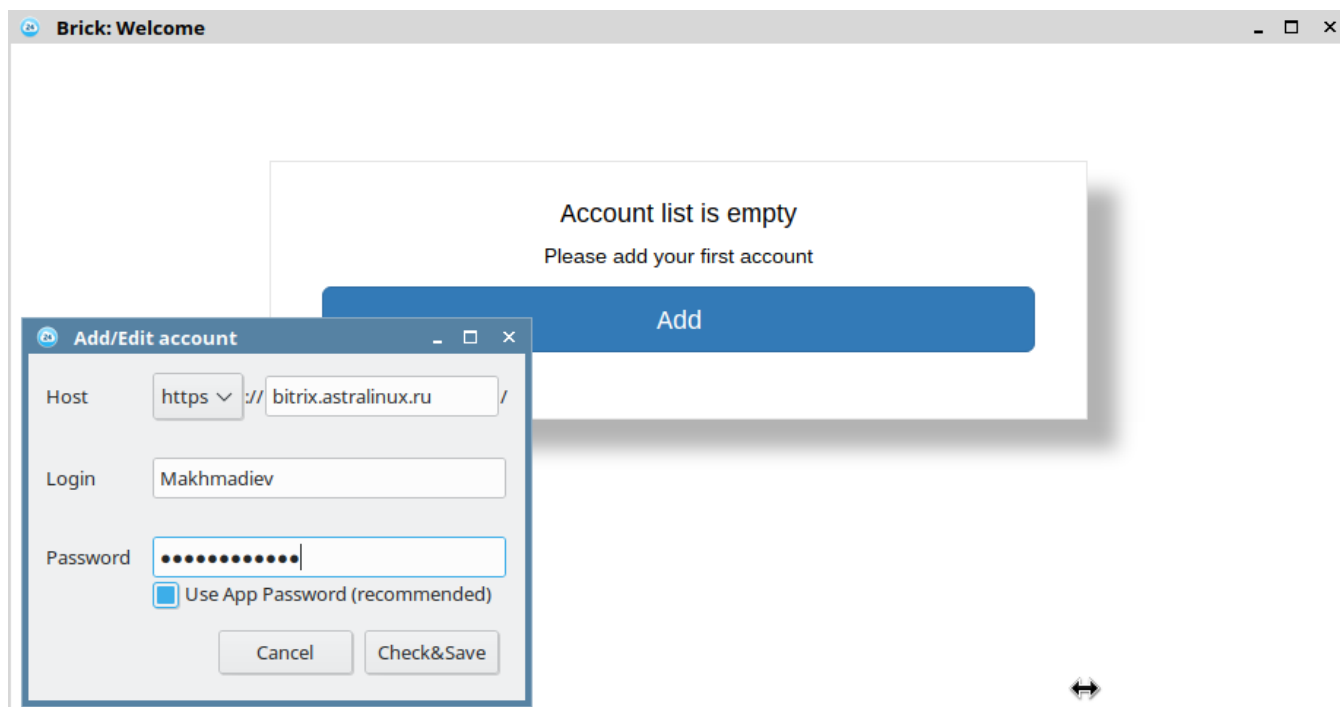 Brick: Welcome
Account list is empty
Please add your first account
Add
Add/Edit account
Host https :// bitrix.astralinux.ru /
Login Makhmadiev
Password ••••••••••••
Use App Password (recommended)
Cancel Check&Save